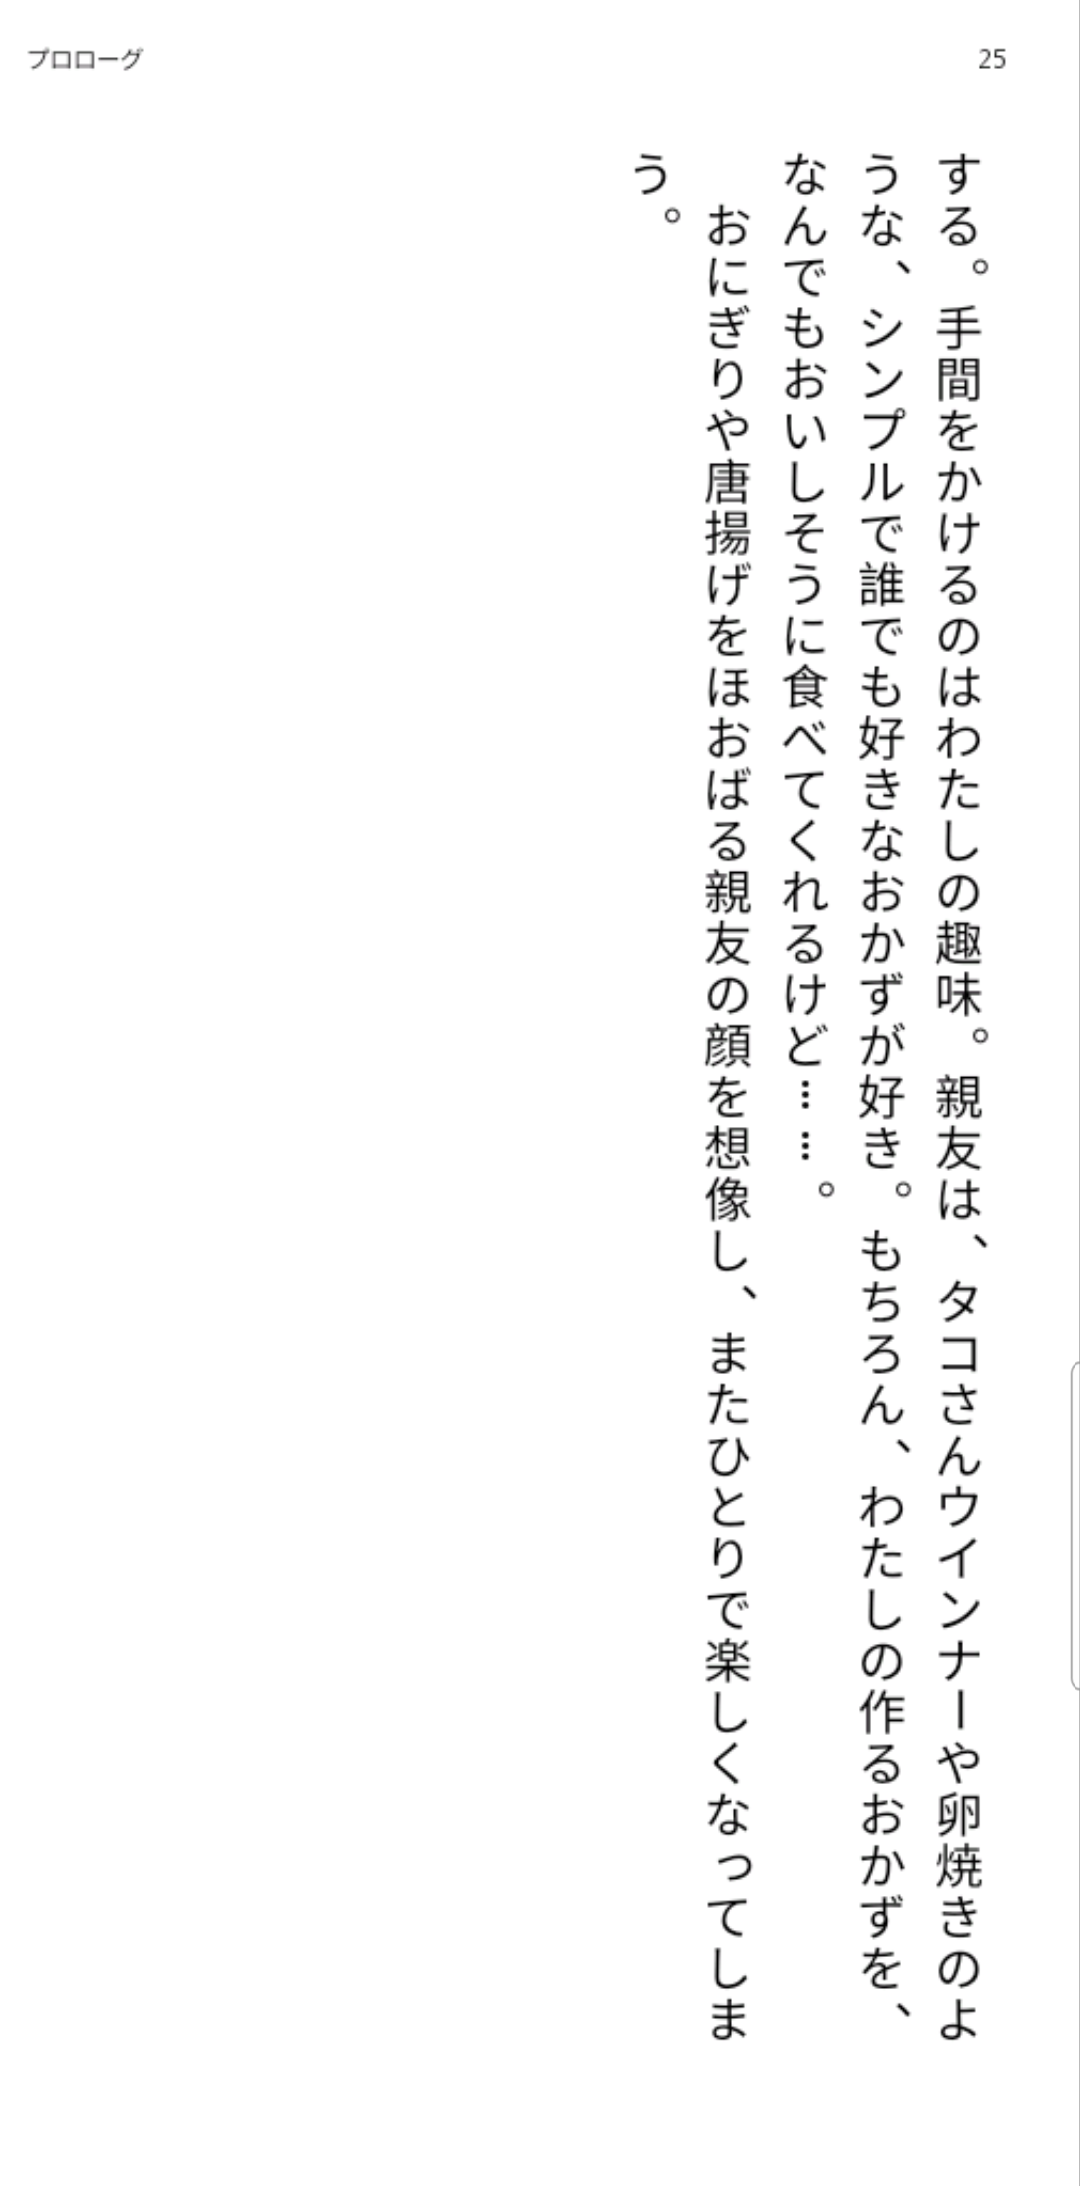 プロローグ
25
する。手間をかけるのはわたしの趣味。親友は、タコさんウインナーや卵焼きのよ
うな、シンプルで誰でも好きなおかずが好き。もちろん、わたしの作るおかずを、
なんでもおいしそうに食べてくれるけど……。
　おにぎりや唐揚げをほおばる親友の顔を想像し、またひとりで楽しくなってしま
う。